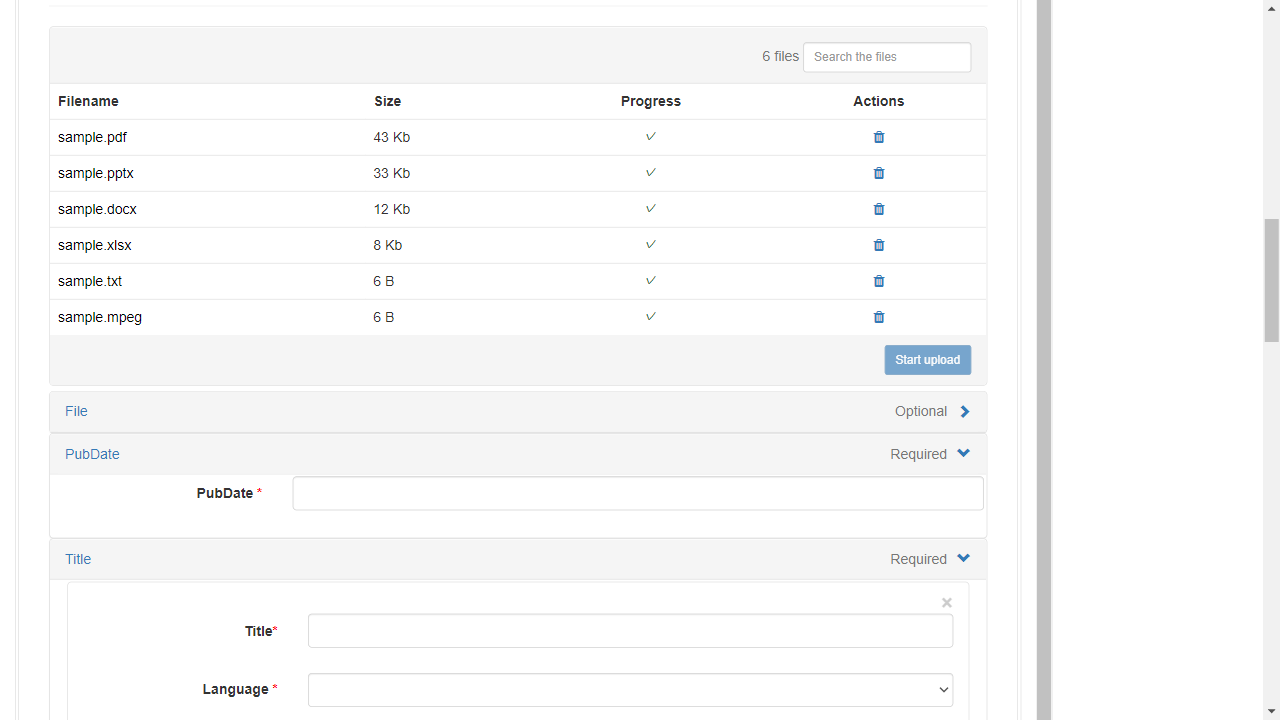 6 files Search the files
Filename Size Progress Actions
sample.pdf 43 Kb ✓
sample.pptx 33 Kb ✓
sample.docx 12 Kb ✓
sample.xlsx 8 Kb ✓
sample.txt 6 B ✓
sample.mpeg 6 B ✓
Start upload
File Optional
PubDate Required
PubDate *
Title Required
×
Title*
Language *